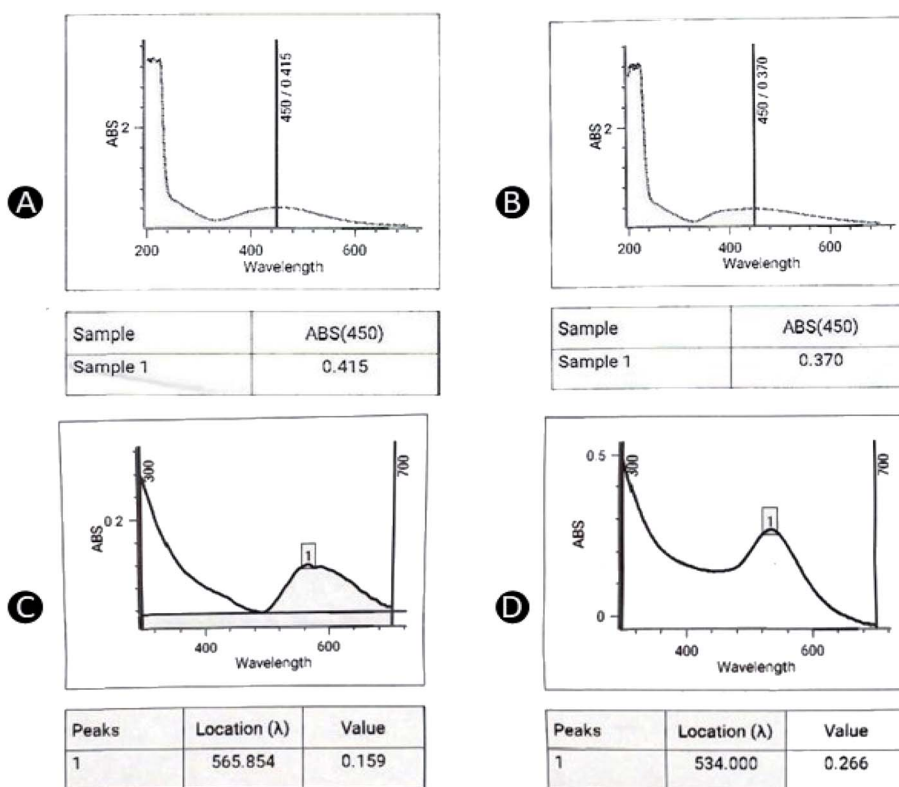 A
ABS
2
450 / 0.415
200 400 600
Wavelength
Sample ABS(450)
Sample 1 0.415
B
ABS
2
450 / 0.370
200 400 600
Wavelength
Sample ABS(450)
Sample 1 0.370
C
ABS
0 2
300
1
700
400 600
Wavelength
Peaks Location (λ) Value
1 565.854 0.159
D
ABS
0 5
0
300
1
700
400 600
Wavelength
Peaks Location (λ) Value
1 534.000 0.266